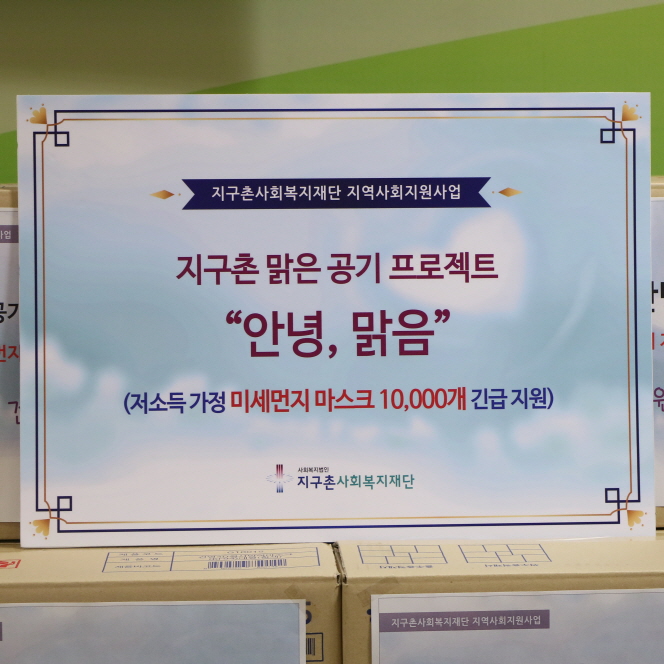 지구촌사회복지재단 지역사회지원사업
지구촌 맑은 공기 프로젝트
“안녕, 맑음”
(저소득 가정 미세먼지 마스크 10,000개 긴급 지원)
사회복지법인
지구촌사회복지재단
지구촌사회복지재단 지역사회지원사업